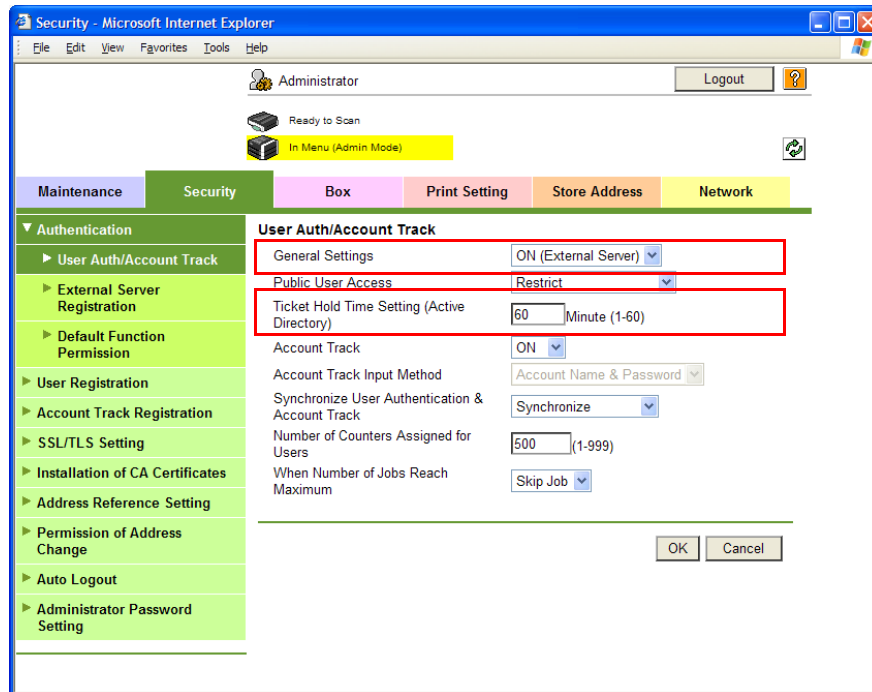 Security - Microsoft Internet Explorer
File Edit View Favorites Tools Help
Administrator
Logout
?
Ready to Scan
In Menu (Admin Mode)
Maintenance Security Box Print Setting Store Address Network
Authentication
User Auth/Account Track
External Server
Registration
Default Function
Permission
User Registration
Account Track Registration
SSL/TLS Setting
Installation of CA Certificates
Address Reference Setting
Permission of Address
Change
Auto Logout
Administrator Password
Setting
User Auth/Account Track
General Settings ON (External Server)
Public User Access Restrict
Ticket Hold Time Setting (Active
Directory) 60 Minute (1-60)
Account Track ON
Account Track Input Method Account Name & Password
Synchronize User Authentication &
Account Track Synchronize
Number of Counters Assigned for
Users 500 (1-999)
When Number of Jobs Reach
Maximum Skip Job
OK Cancel